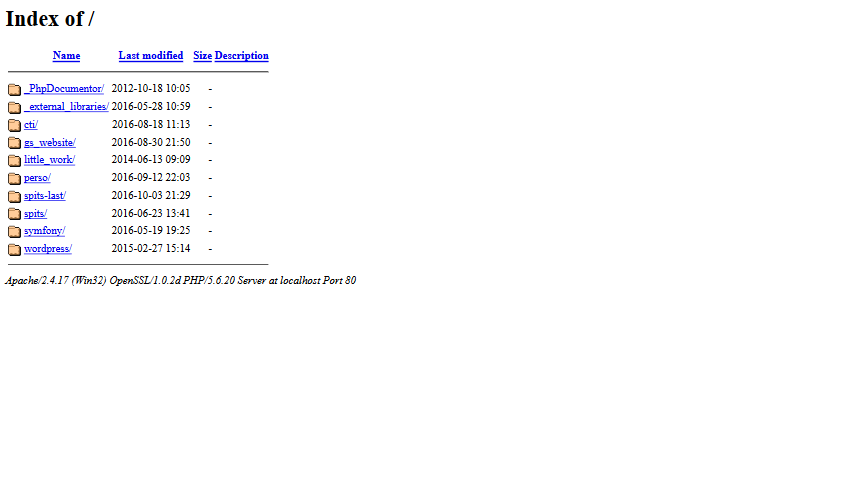 Index of /
Name Last modified Size Description
_PhpDocumentor/ 2012-10-18 10:05 -
_external_libraries/ 2016-05-28 10:59 -
cti/ 2016-08-18 11:13 -
gs_website/ 2016-08-30 21:50 -
little_work/ 2014-06-13 09:09 -
perso/ 2016-09-12 22:03 -
spits-last/ 2016-10-03 21:29 -
spits/ 2016-06-23 13:41 -
symfony/ 2016-05-19 19:25 -
wordpress/ 2015-02-27 15:14 -
Apache/2.4.17 (Win32) OpenSSL/1.0.2d PHP/5.6.20 Server at localhost Port 80